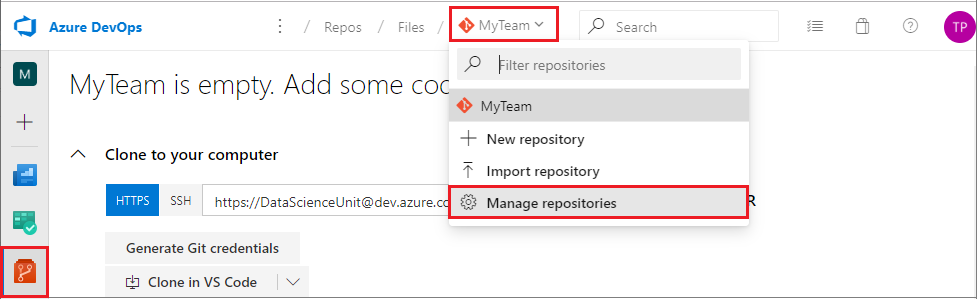 Azure DevOps
/ Repos / Files / MyTeam
Search
TP
M
Filter repositories
MyTeam is empty. Add some co
MyTeam
New repository
Clone to your computer
Import repository
HTTPS SSH https://DataScienceUnit@dev.azure.co
Manage repositories
R
Generate Git credentials
Clone in VS Code